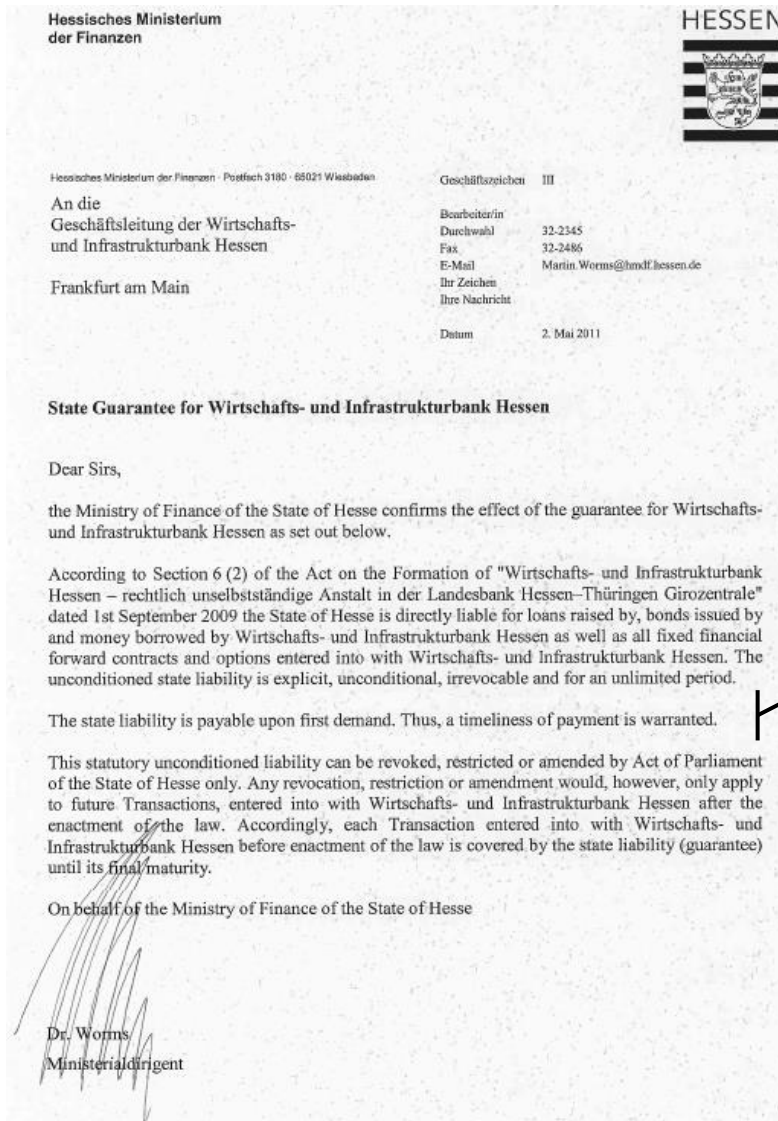 Hessisches Ministerium
der Finanzen
HESSEN
Hessisches Ministerium der Finanzen · Postfach 3180 · 65021 Wiesbaden
An die
Geschäftsleitung der Wirtschafts-
und Infrastrukturbank Hessen
Frankfurt am Main
Geschäftszeichen III
Bearbeiter/in
Durchwahl 32-2345
Fax 32-2486
E-Mail Martin.Worms@hmdf.hessen.de
Ihr Zeichen
Ihre Nachricht
Datum 2. Mai 2011
State Guarantee for Wirtschafts- und Infrastrukturbank Hessen
Dear Sirs,
the Ministry of Finance of the State of Hesse confirms the effect of the guarantee for Wirtschafts-
und Infrastrukturbank Hessen as set out below.
According to Section 6 (2) of the Act on the Formation of "Wirtschafts- und Infrastrukturbank
Hessen – rechtlich unselbstständige Anstalt in der Landesbank Hessen–Thüringen Girozentrale"
dated 1st September 2009 the State of Hesse is directly liable for loans raised by, bonds issued by
and money borrowed by Wirtschafts- und Infrastrukturbank Hessen as well as all fixed financial
forward contracts and options entered into with Wirtschafts- und Infrastrukturbank Hessen. The
unconditioned state liability is explicit, unconditional, irrevocable and for an unlimited period.
The state liability is payable upon first demand. Thus, a timeliness of payment is warranted.
This statutory unconditioned liability can be revoked, restricted or amended by Act of Parliament
of the State of Hesse only. Any revocation, restriction or amendment would, however, only apply
to future Transactions, entered into with Wirtschafts- und Infrastrukturbank Hessen after the
enactment of the law. Accordingly, each Transaction entered into with Wirtschafts- und
Infrastrukturbank Hessen before enactment of the law is covered by the state liability (guarantee)
until its final maturity.
On behalf of the Ministry of Finance of the State of Hesse
Dr. Worms
Ministerialdirigent